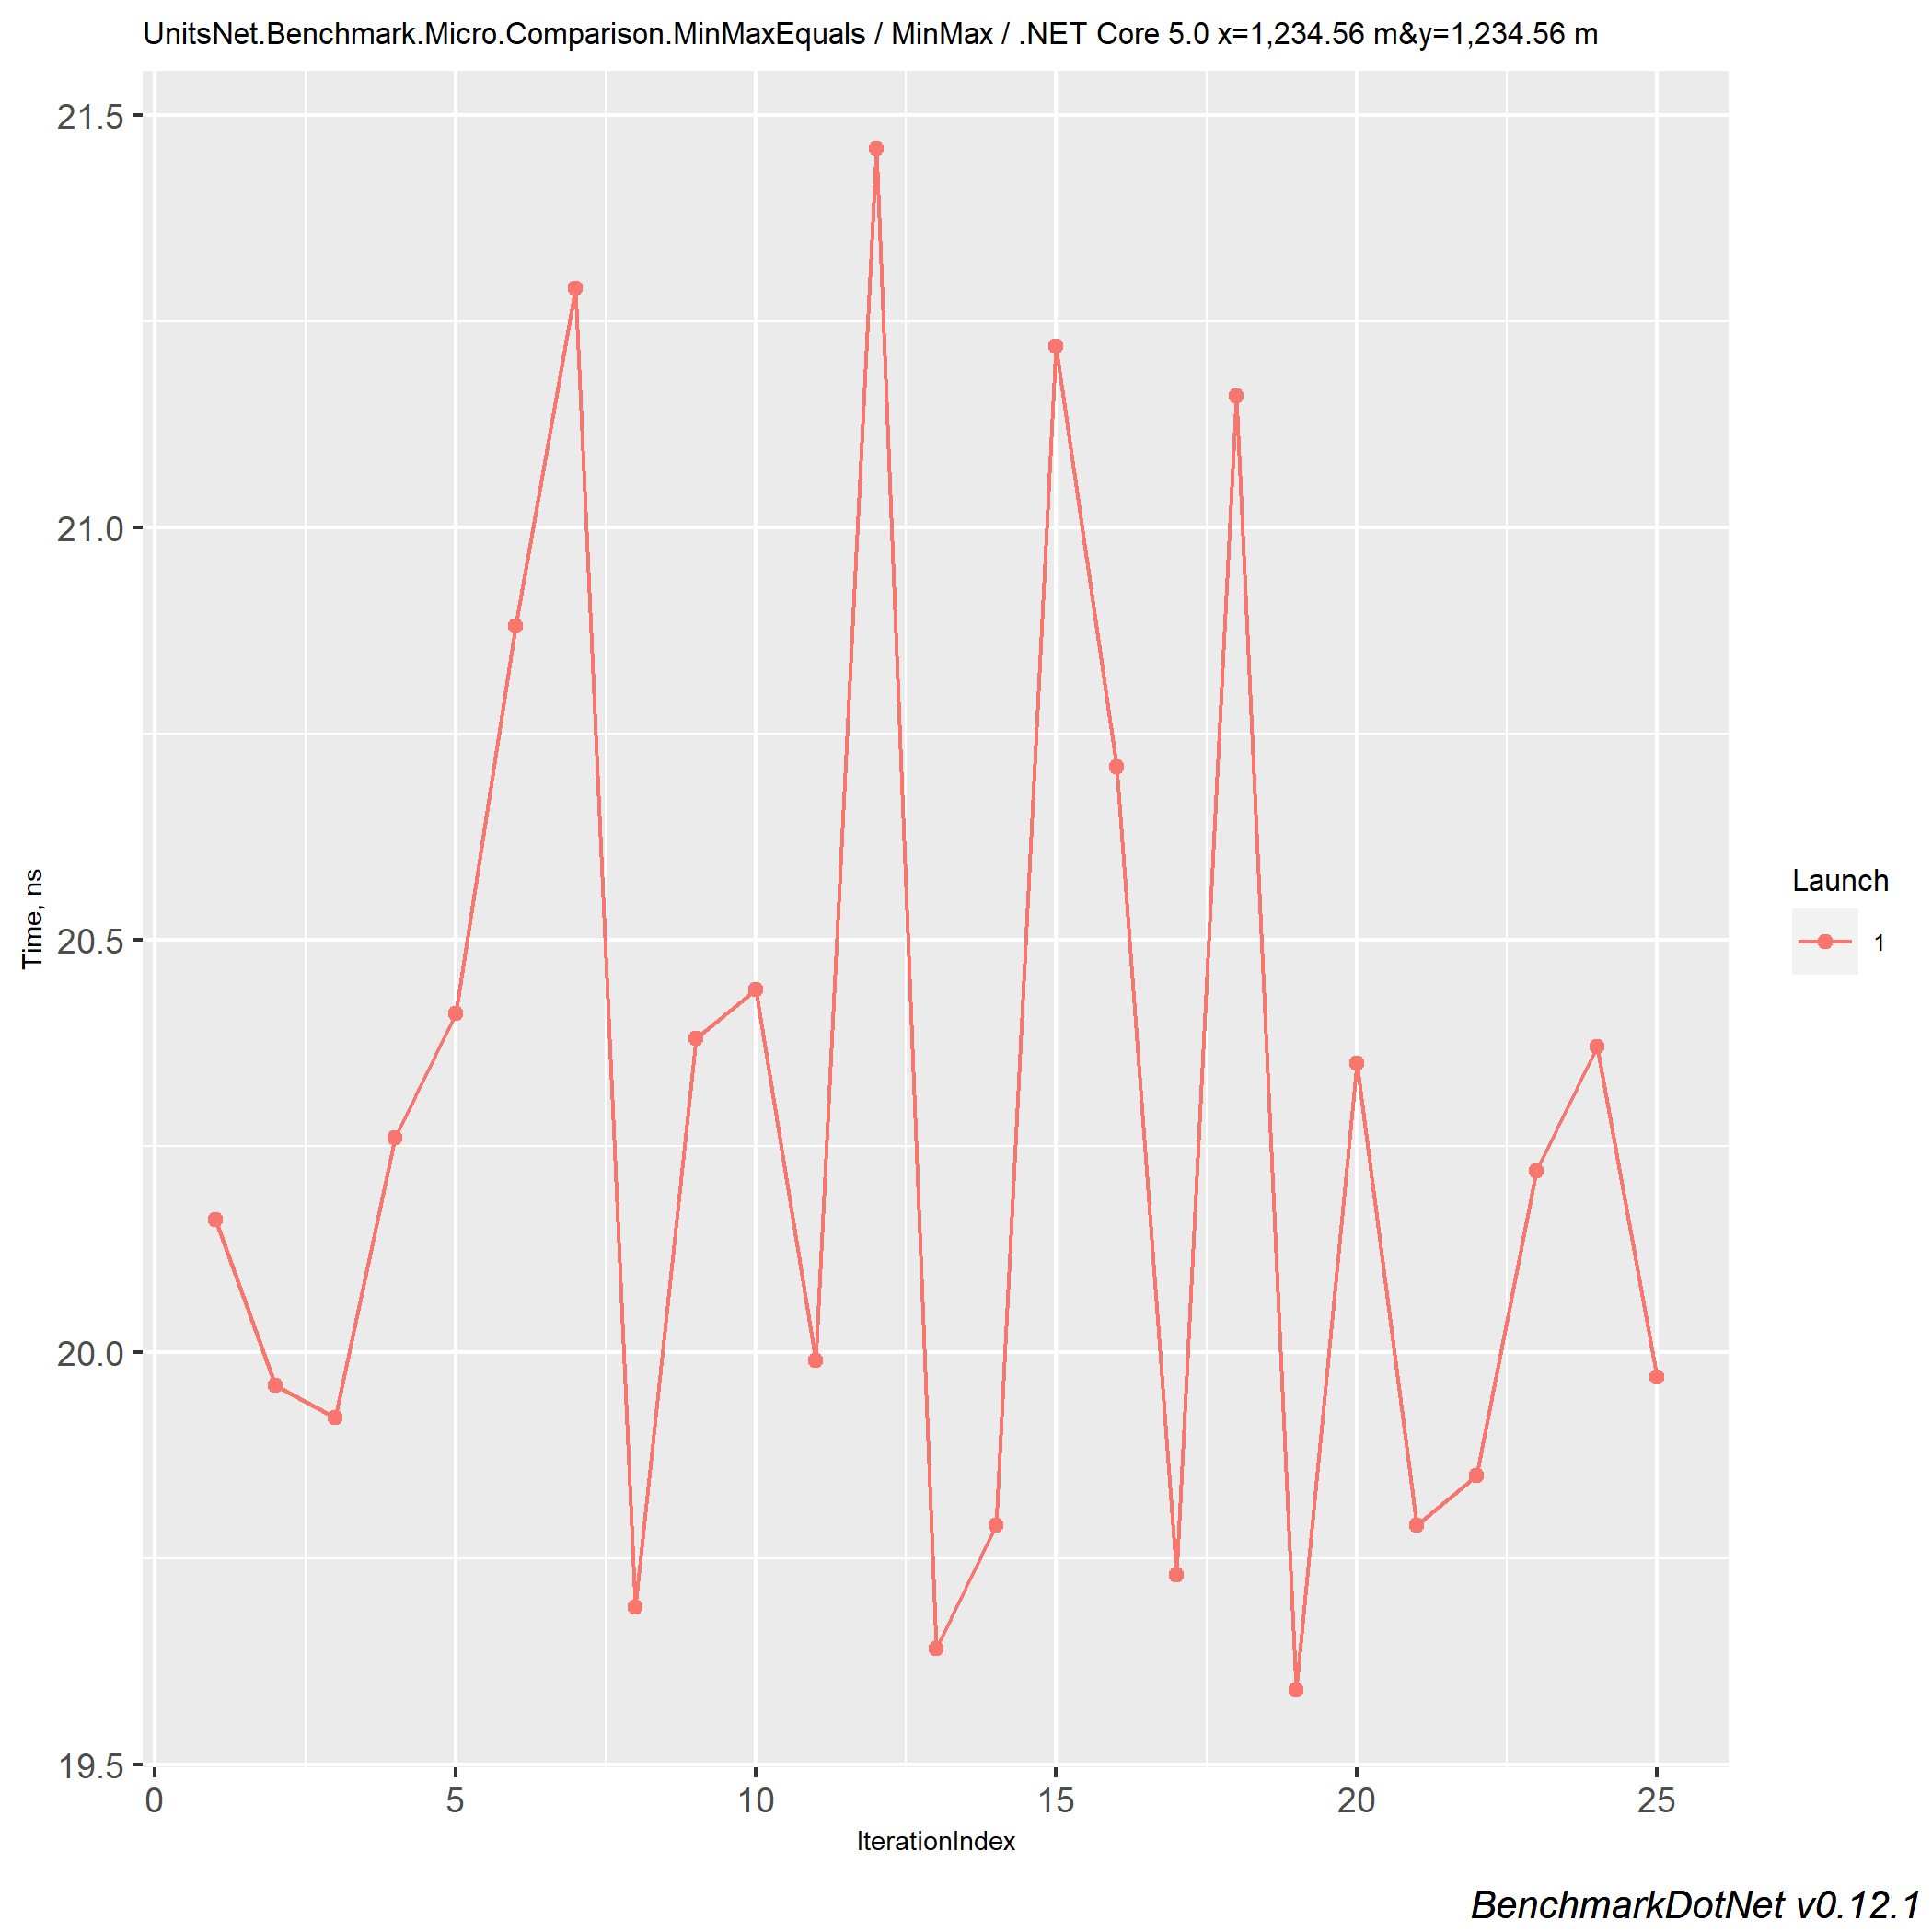 UnitsNet.Benchmark.Micro.Comparison.MinMaxEquals / MinMax / .NET Core 5.0 x=1,234.56 m&y=1,234.56 m
21.5
21.0
20.5
20.0
19.5
Time, ns
0 5 10 15 20 25
IterationIndex
Launch
1
BenchmarkDotNet v0.12.1